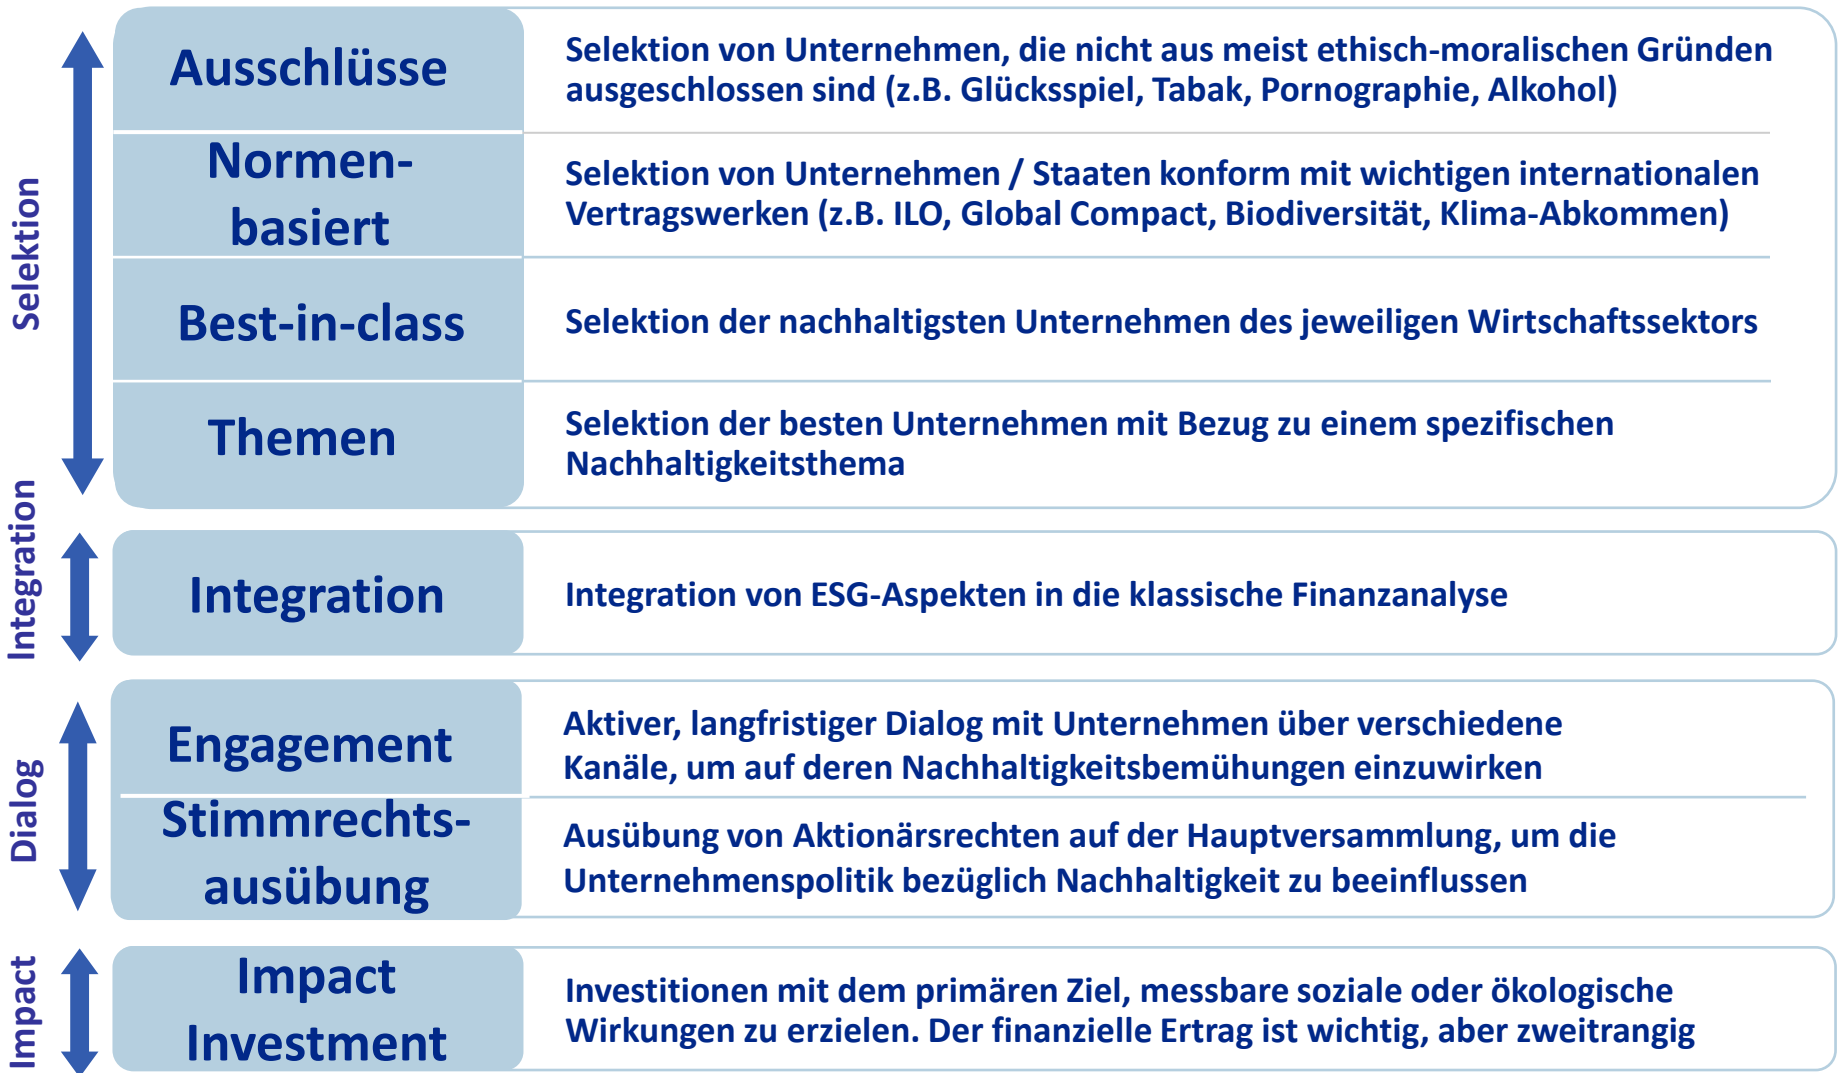 Selektion
Ausschlüsse
Selektion von Unternehmen, die nicht aus meist ethisch-moralischen Gründen
ausgeschlossen sind (z.B. Glücksspiel, Tabak, Pornographie, Alkohol)
Normen-
basiert
Selektion von Unternehmen / Staaten konform mit wichtigen internationalen
Vertragswerken (z.B. ILO, Global Compact, Biodiversität, Klima-Abkommen)
Best-in-class
Selektion der nachhaltigsten Unternehmen des jeweiligen Wirtschaftssektors
Themen
Selektion der besten Unternehmen mit Bezug zu einem spezifischen
Nachhaltigkeitsthema
Integration
Integration
Integration von ESG-Aspekten in die klassische Finanzanalyse
Dialog
Engagement
Aktiver, langfristiger Dialog mit Unternehmen über verschiedene
Kanäle, um auf deren Nachhaltigkeitsbemühungen einzuwirken
Stimmrechts-
ausübung
Ausübung von Aktionärsrechten auf der Hauptversammlung, um die
Unternehmenspolitik bezüglich Nachhaltigkeit zu beeinflussen
Impact
Impact
Investment
Investitionen mit dem primären Ziel, messbare soziale oder ökologische
Wirkungen zu erzielen. Der finanzielle Ertrag ist wichtig, aber zweitrangig